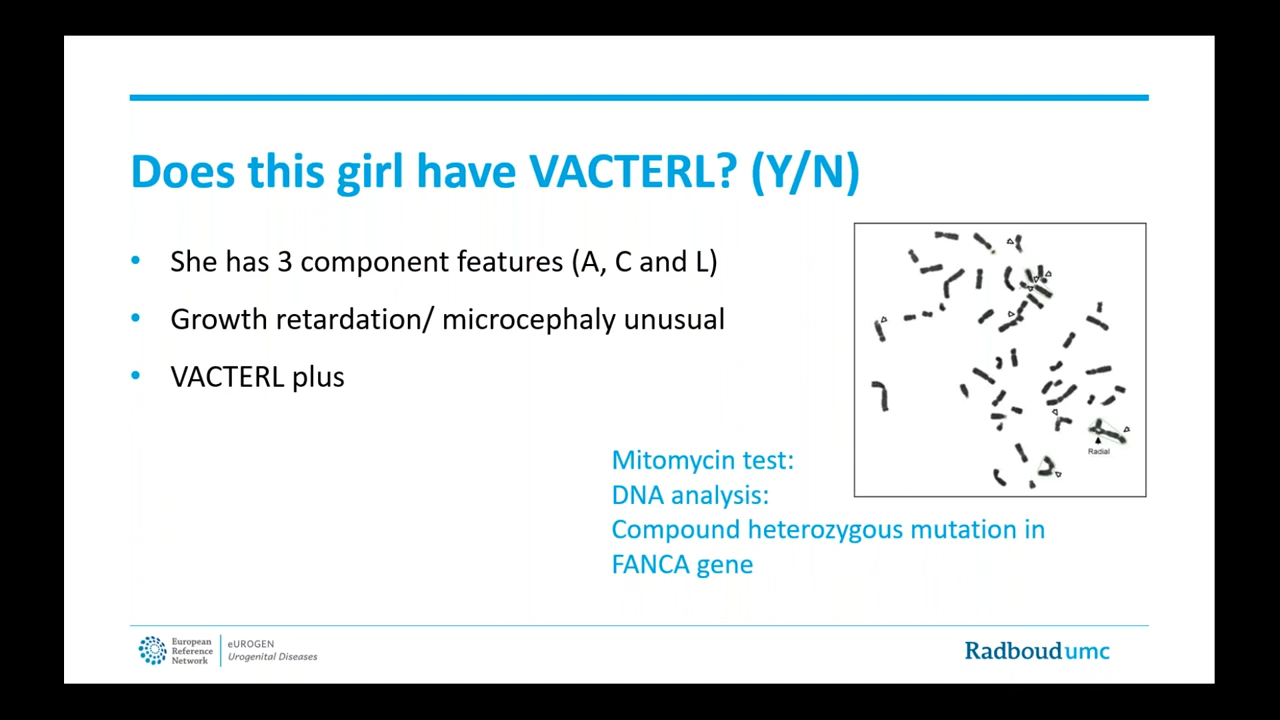 Does this girl have VACTERL? (Y/N)
• She has 3 component features (A, C and L)
• Growth retardation/ microcephaly unusual
• VACTERL plus
Radial
Mitomycin test:
DNA analysis:
Compound heterozygous mutation in
FANCA gene
European
Reference
Network
eUROGEN
Urogenital Diseases
Radboudumc